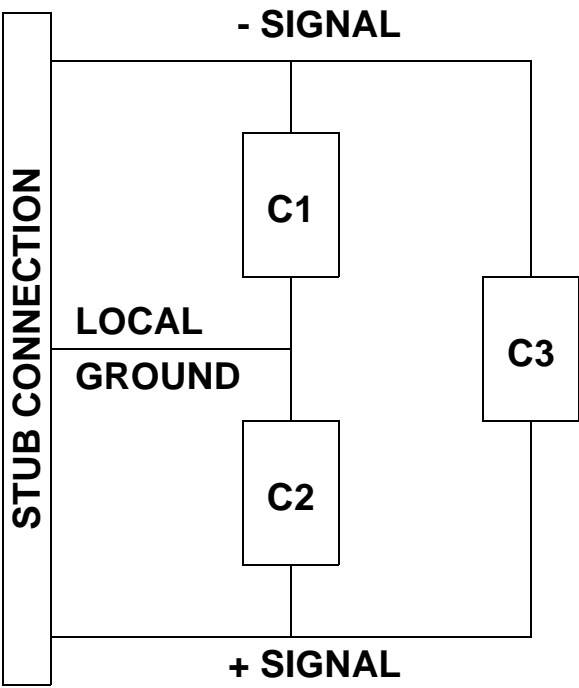 - SIGNAL
STUB CONNECTION
C1
LOCAL
GROUND
C3
C2
+ SIGNAL